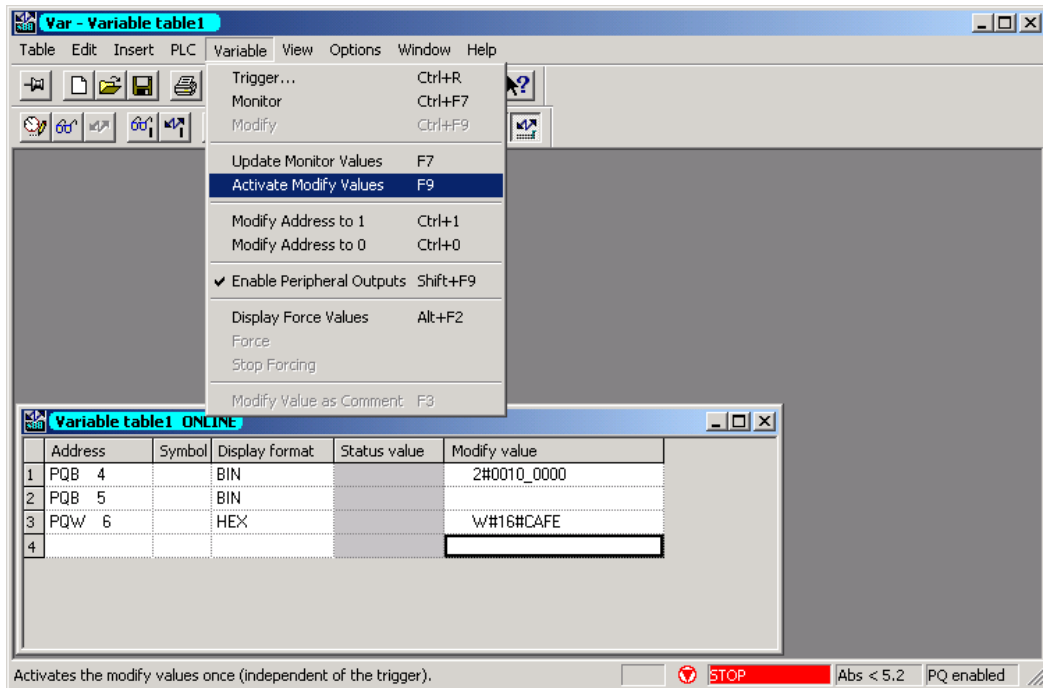 Var - Variable table1
Table Edit Insert PLC Variable View Options Window Help
Trigger... Ctrl+R
Monitor Ctrl+F7
Modify Ctrl+F9
Update Monitor Values F7
Activate Modify Values F9
Modify Address to 1 Ctrl+1
Modify Address to 0 Ctrl+0
Enable Peripheral Outputs Shift+F9
Display Force Values Alt+F2
Force
Stop Forcing
Modify Value as Comment F3
Variable table1 ONLINE
Address Symbol Display format Status value Modify value
1 PQB 4 BIN 2#0010_0000
2 PQB 5 BIN
3 PQW 6 HEX W#16#CAFE
4
Activates the modify values once (independent of the trigger). STOP Abs < 5.2 PQ enabled